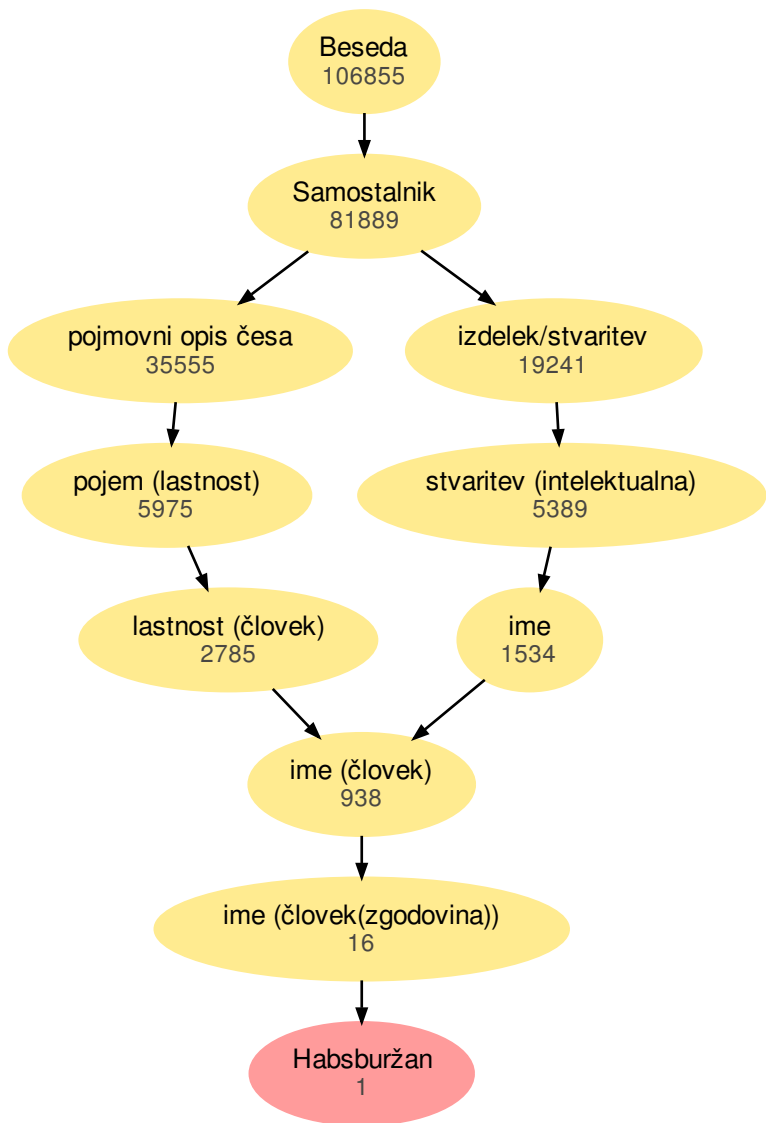 Beseda
106855
Samostalnik
81889
pojmovni opis česa
35555
izdelek/stvaritev
19241
pojem (lastnost)
5975
stvaritev (intelektualna)
5389
lastnost (človek)
2785
ime
1534
ime (človek)
938
ime (človek(zgodovina))
16
Habsburžan
1